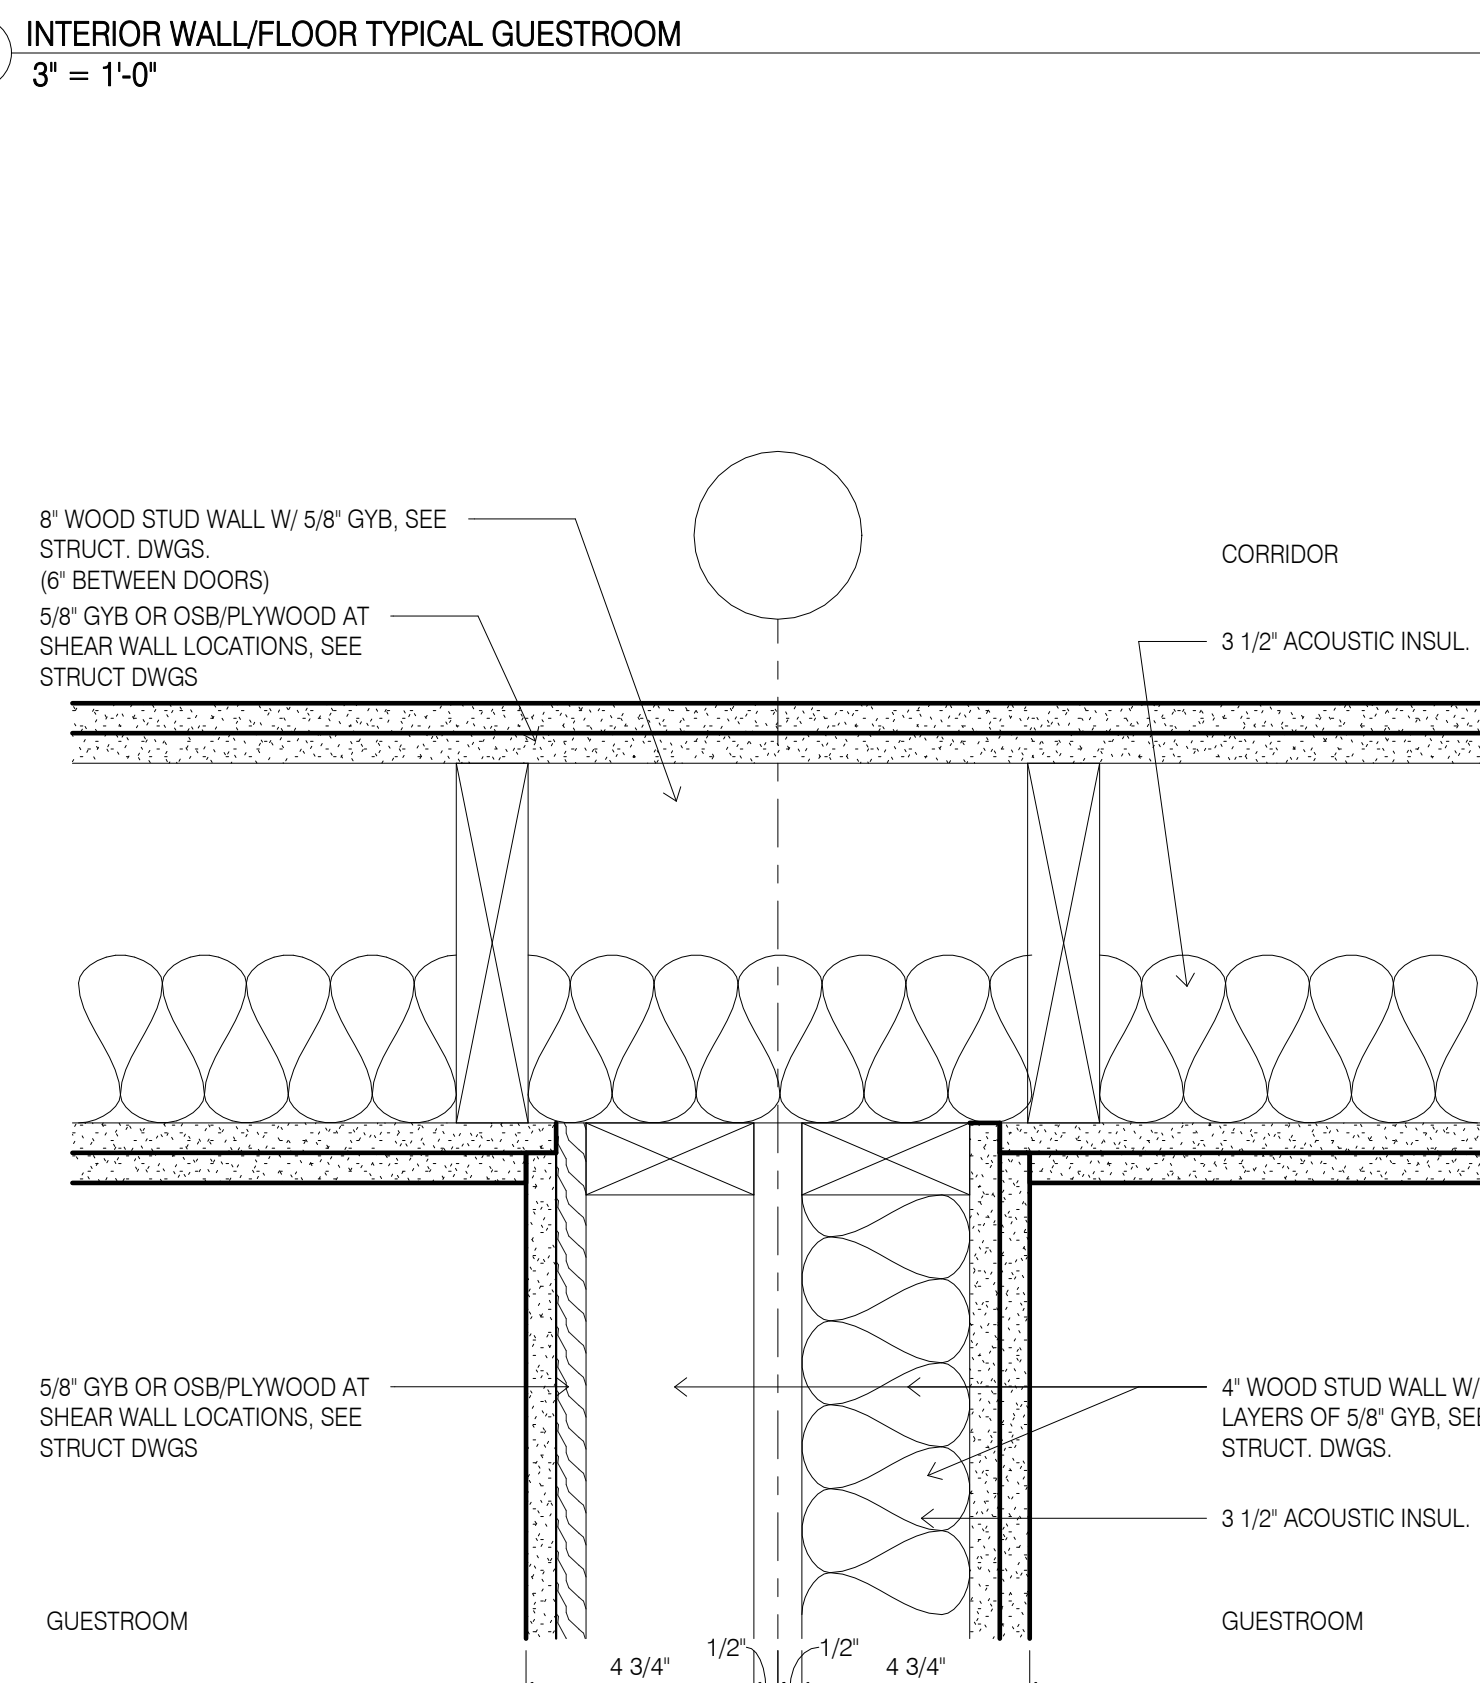 INTERIOR WALL/FLOOR TYPICAL GUESTROOM
3" = 1'-0"
8" WOOD STUD WALL W/ 5/8" GYB, SEE
STRUCT. DWGS.
(6" BETWEEN DOORS)
5/8" GYB OR OSB/PLYWOOD AT
SHEAR WALL LOCATIONS, SEE
STRUCT DWGS
CORRIDOR
3 1/2" ACOUSTIC INSUL.
5/8" GYB OR OSB/PLYWOOD AT
SHEAR WALL LOCATIONS, SEE
STRUCT DWGS
4" WOOD STUD WALL W/
LAYERS OF 5/8" GYB, SEE
STRUCT. DWGS.
3 1/2" ACOUSTIC INSUL.
GUESTROOM
GUESTROOM
1/2" 1/2"
4 3/4" 4 3/4"